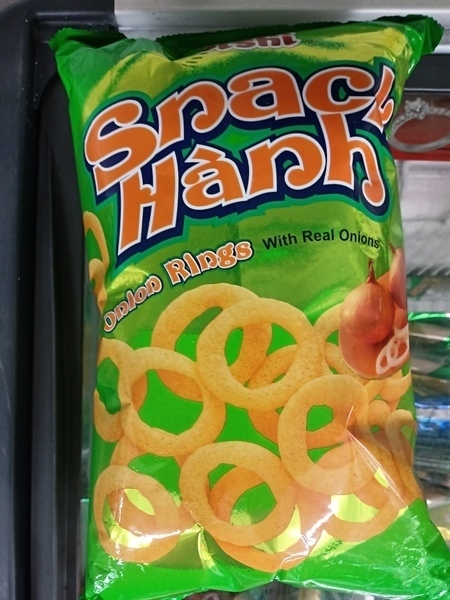 Snack
Hành
Onion Rings
With Real Onions